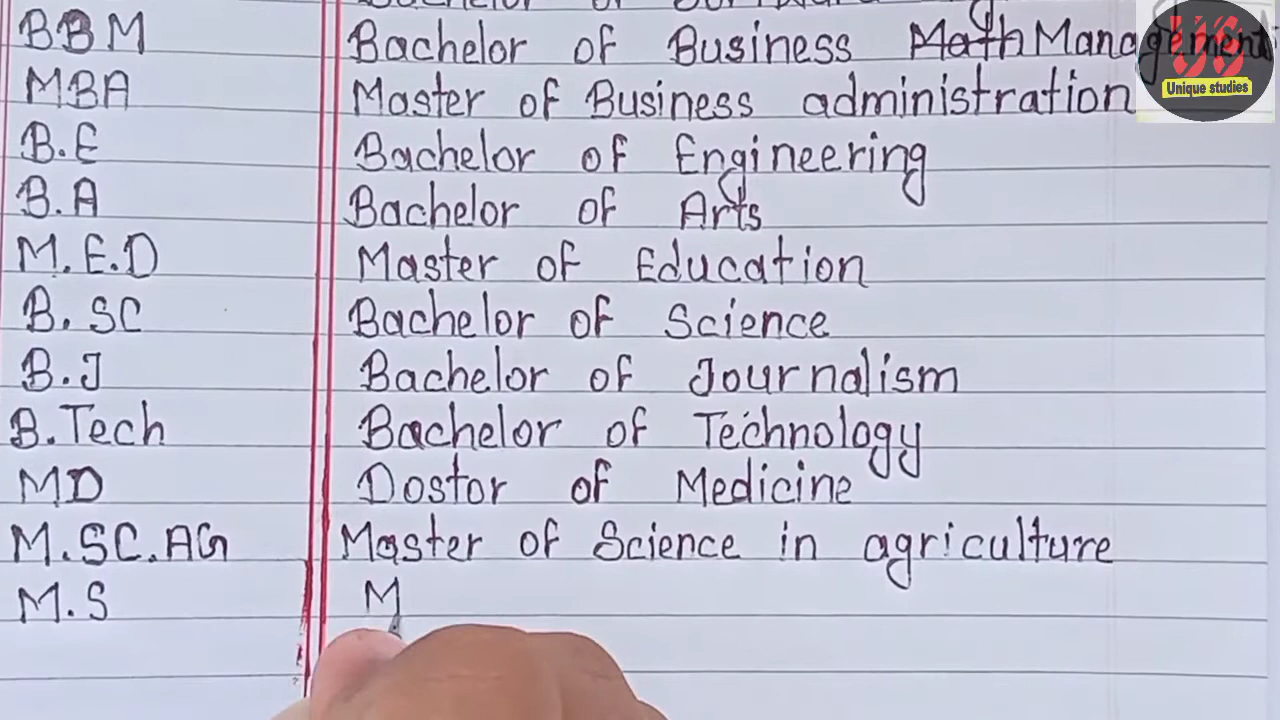 BBM Bachelor of Business Math Management
MBA Master of Business administration
B.E Bachelor of Engineering
B.A Bachelor of Arts
M.E.D Master of Education
B.SC Bachelor of Science
B.J Bachelor of Journalism
B.Tech Bachelor of Technology
MD Dostor of Medicine
M.SC.AG Master of Science in agriculture
M.S M
US
Unique studies